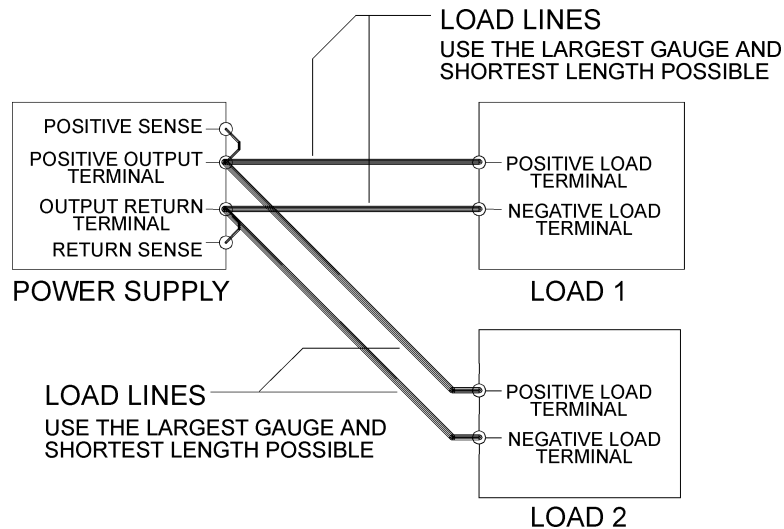 LOAD LINES
USE THE LARGEST GAUGE AND
SHORTEST LENGTH POSSIBLE
POSITIVE SENSE
POSITIVE OUTPUT
TERMINAL
OUTPUT RETURN
TERMINAL
RETURN SENSE
POWER SUPPLY
POSITIVE LOAD
TERMINAL
NEGATIVE LOAD
TERMINAL
LOAD 1
LOAD LINES
USE THE LARGEST GAUGE AND
SHORTEST LENGTH POSSIBLE
POSITIVE LOAD
TERMINAL
NEGATIVE LOAD
TERMINAL
LOAD 2